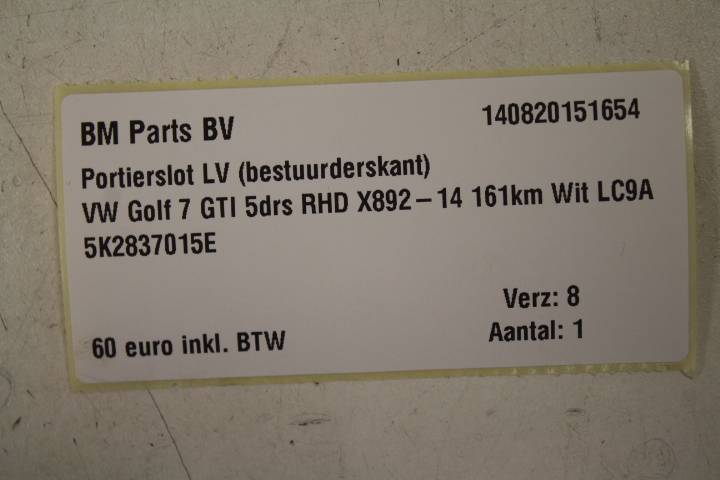 BM Parts BV 140820151654
Portierslot LV (bestuurderskant)
VW Golf 7 GTI 5drs RHD X892-14 161km Wit LC9A
5K2837015E
Verz: 8
60 euro inkl. BTW Aantal: 1